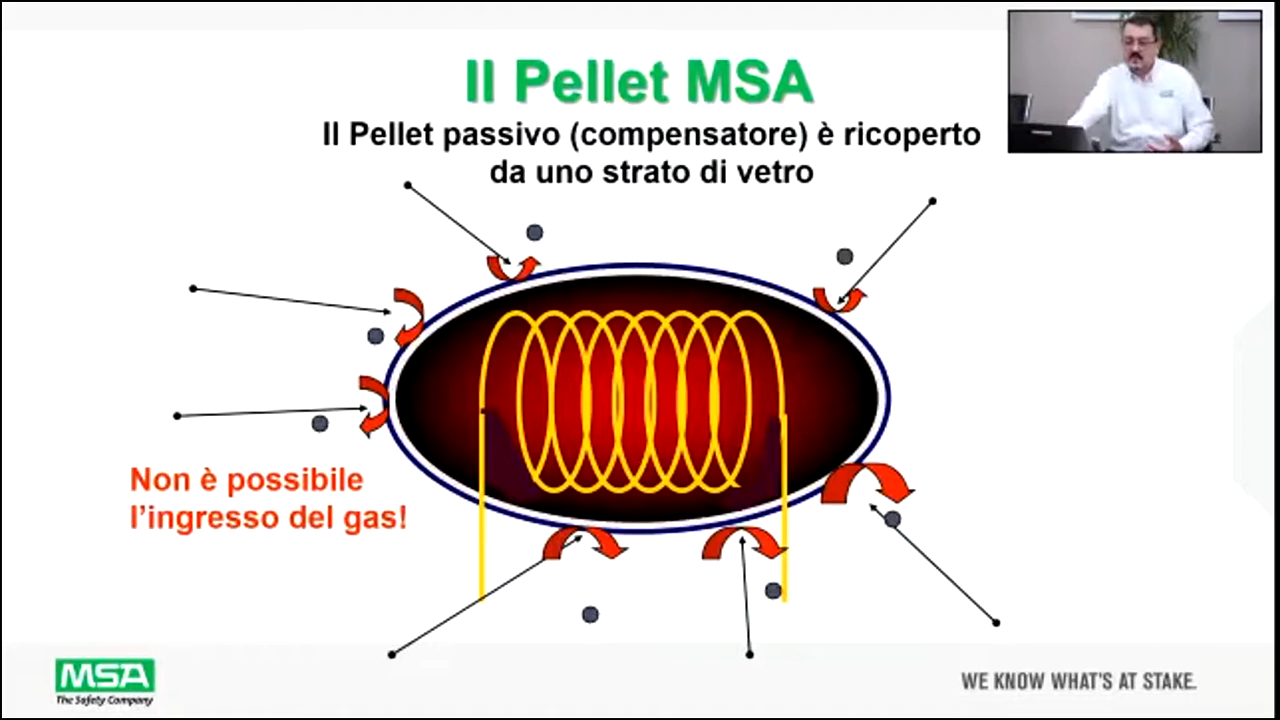 Il Pellet MSA
Il Pellet passivo (compensatore) è ricoperto
da uno strato di vetro
Non è possibile
l'ingresso del gas!
MSA
The Safety Company
WE KNOW WHAT'S AT STAKE.